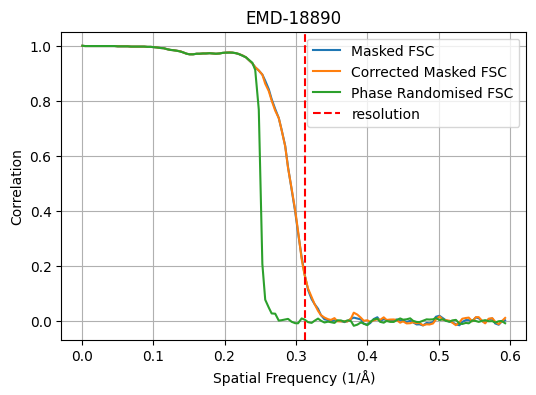 EMD-18890
Masked FSC
Corrected Masked FSC
Phase Randomised FSC
resolution
Correlation
1.0
0.8
0.6
0.4
0.2
0.0
0.0 0.1 0.2 0.3 0.4 0.5 0.6
Spatial Frequency (1/Å)